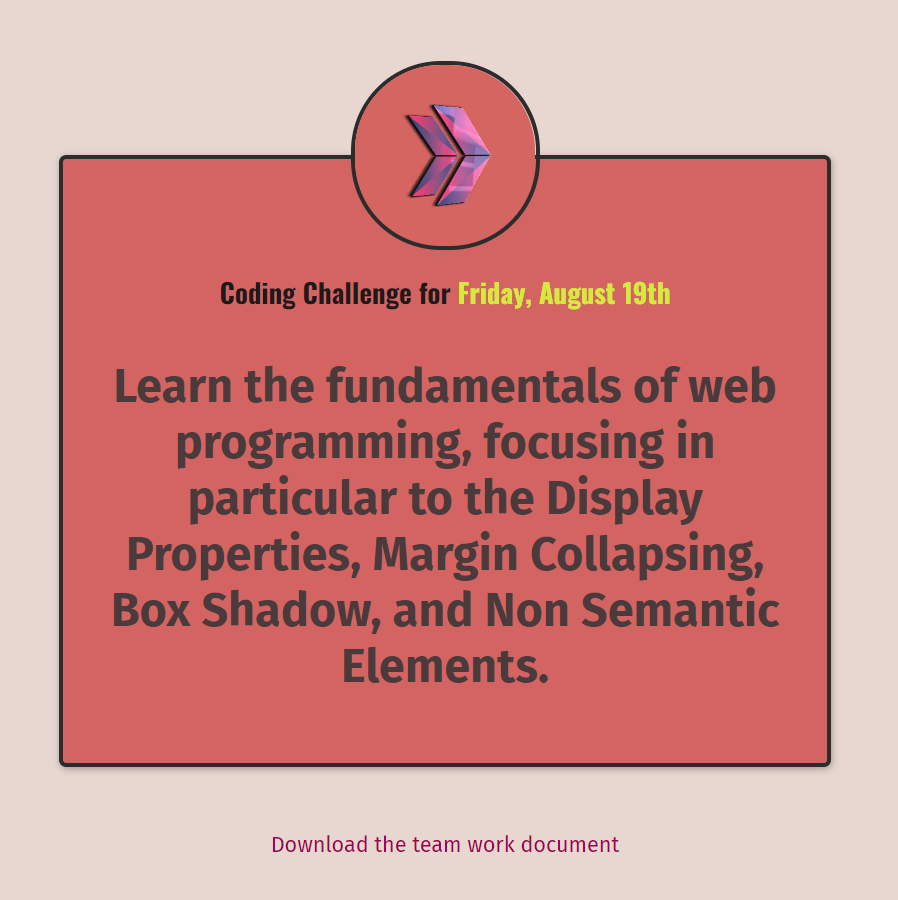 Coding Challenge for Friday, August 19th
Learn the fundamentals of web
programming, focusing in
particular to the Display
Properties, Margin Collapsing,
Box Shadow, and Non Semantic
Elements.
Download the team work document